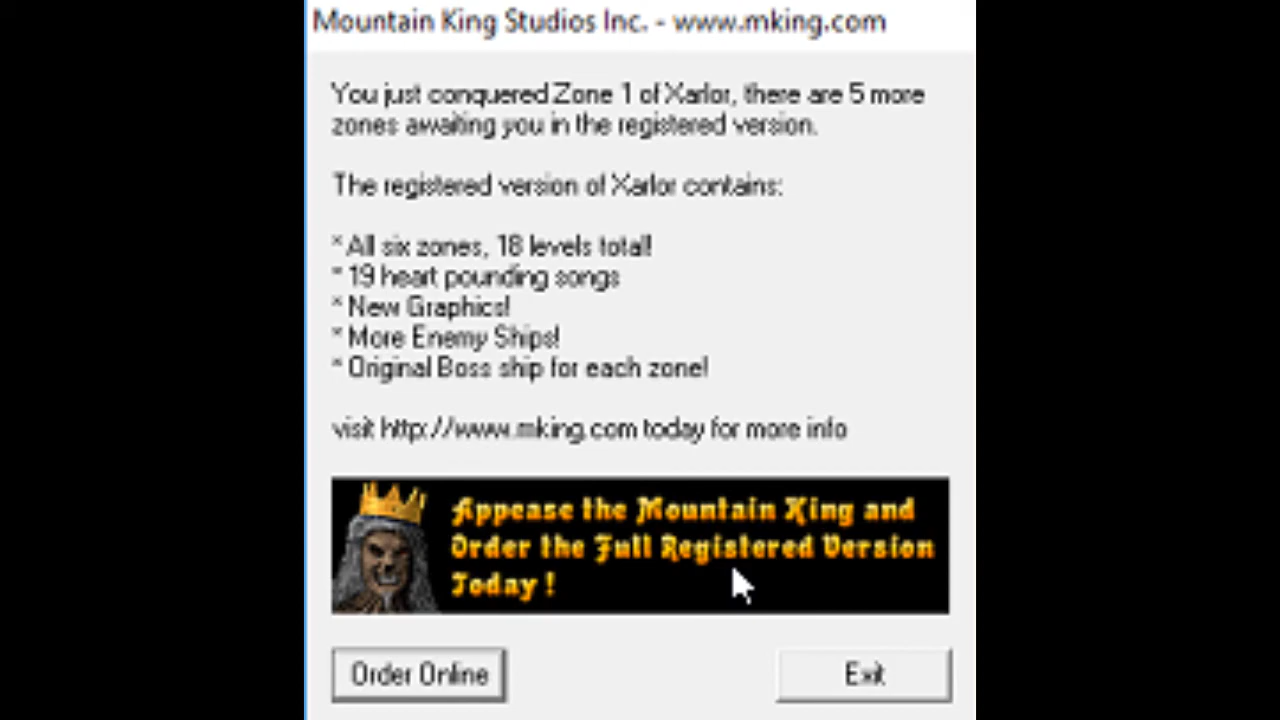 Mountain King Studios Inc. - www.mking.com
You just conquered Zone 1 of Xarlor, there are 5 more
zones awaiting you in the registered version.
The registered version of Xarlor contains:
* All six zones, 18 levels total!
* 19 heart pounding songs
* New Graphics!
* More Enemy Ships!
* Original Boss ship for each zone!
visit http://www.mking.com today for more info
Appease the Mountain King and
Order the Full Registered Version
Today !
Order Online
Exit